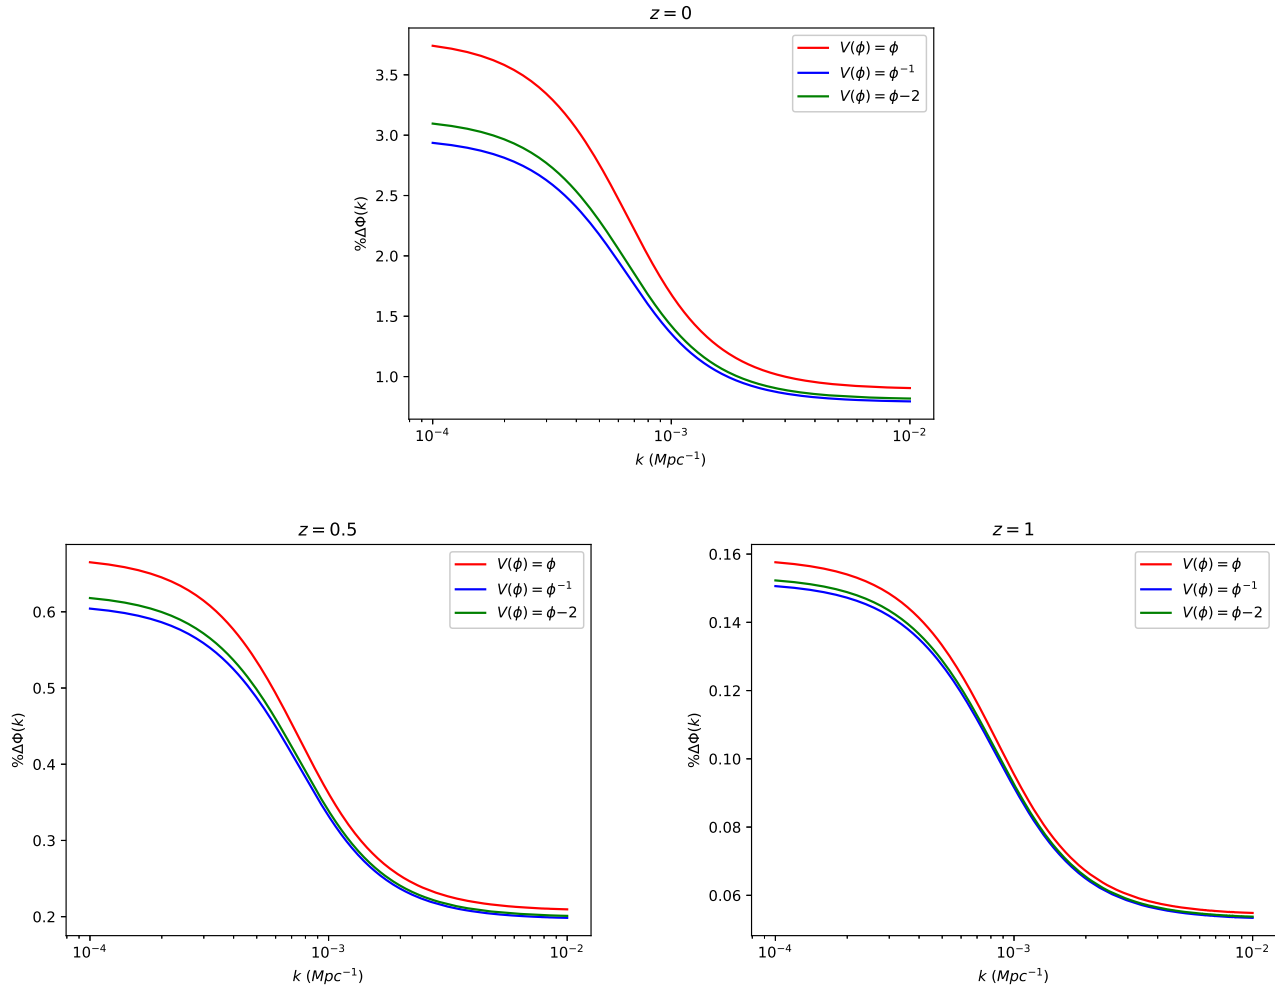 z = 0
%ΔΦ(k)
3.5
3.0
2.5
2.0
1.5
1.0
V(ϕ) = ϕ
V(ϕ) = ϕ⁻¹
V(ϕ) = ϕ−2
10⁻⁴ 10⁻³ 10⁻²
k (Mpc⁻¹)
z = 0.5
%ΔΦ(k)
0.6
0.5
0.4
0.3
0.2
V(ϕ) = ϕ
V(ϕ) = ϕ⁻¹
V(ϕ) = ϕ−2
10⁻⁴ 10⁻³ 10⁻²
k (Mpc⁻¹)
z = 1
%ΔΦ(k)
0.16
0.14
0.12
0.10
0.08
0.06
V(ϕ) = ϕ
V(ϕ) = ϕ⁻¹
V(ϕ) = ϕ−2
10⁻⁴ 10⁻³ 10⁻²
k (Mpc⁻¹)